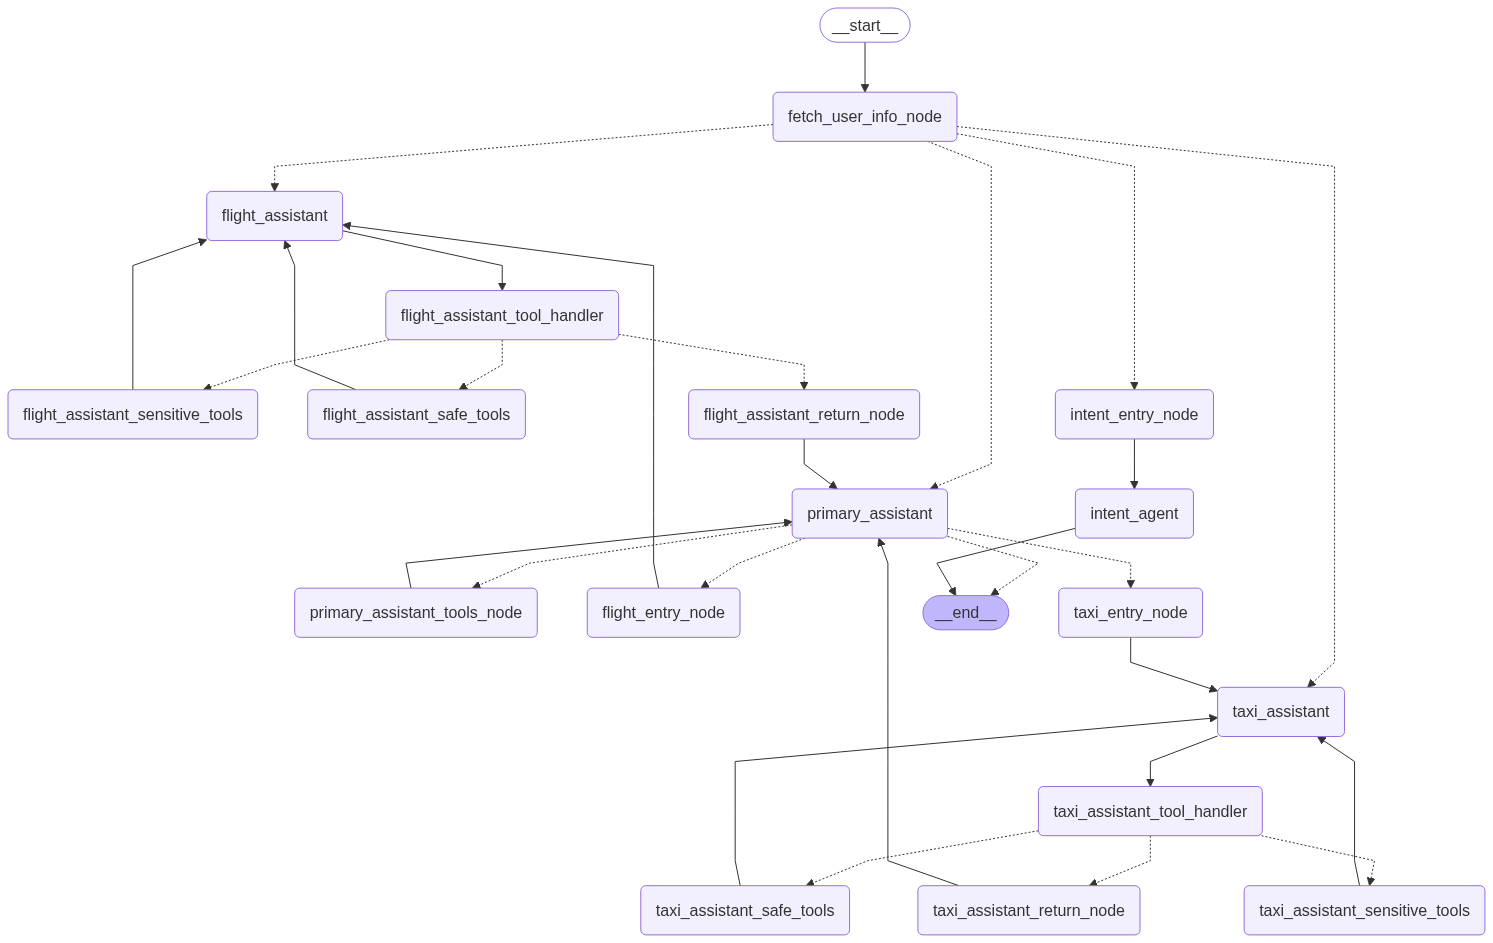 __start__
fetch_user_info_node
flight_assistant
flight_assistant_tool_handler
flight_assistant_sensitive_tools
flight_assistant_safe_tools
flight_assistant_return_node
intent_entry_node
primary_assistant
intent_agent
primary_assistant_tools_node
flight_entry_node
__end__
taxi_entry_node
taxi_assistant
taxi_assistant_tool_handler
taxi_assistant_safe_tools
taxi_assistant_return_node
taxi_assistant_sensitive_tools